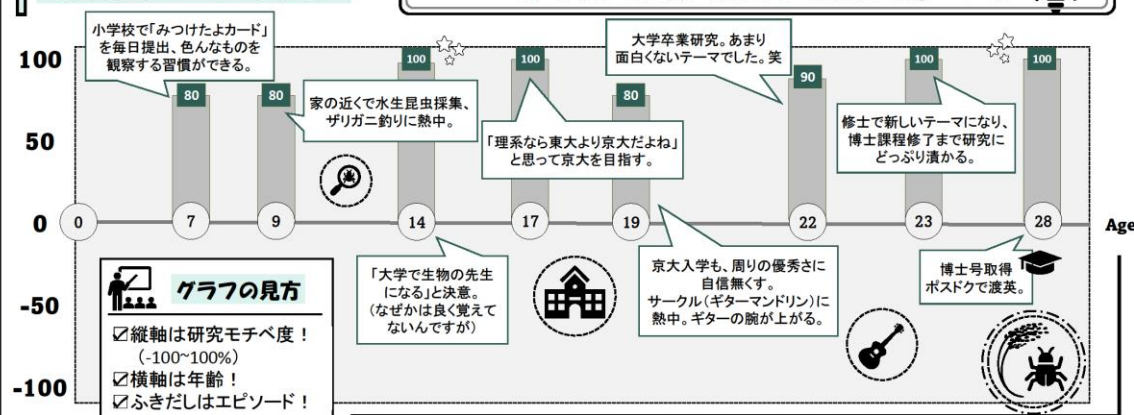 小学校で「みつけたよカード」
を毎日提出、色んなものを
観察する習慣ができる。
家の近くで水生昆虫採集、
ザリガニ釣りに熱中。
「理系なら東大より京大だよね」
と思って京大を目指す。
大学卒業研究。あまり
面白くないテーマでした。笑
修士で新しいテーマになり、
博士課程修了まで研究に
どっぷり漬かる。
100
50
0
-50
-100
80
80
100
100
80
90
100
100
0
7
9
14
17
19
22
23
28
Age
「大学で生物の先生
になる」と決意。
(なぜかは良く覚えて
ないんですが)
京大入学も、周りの優秀さに
自信無くす。
サークル(ギターマンドリン)に
熱中。ギターの腕が上がる。
博士号取得
ポスドクで渡英。
グラフの見方
☑縦軸は研究モチベ度!
(-100~100%)
☑横軸は年齢!
☑ふきだしはエピソード!